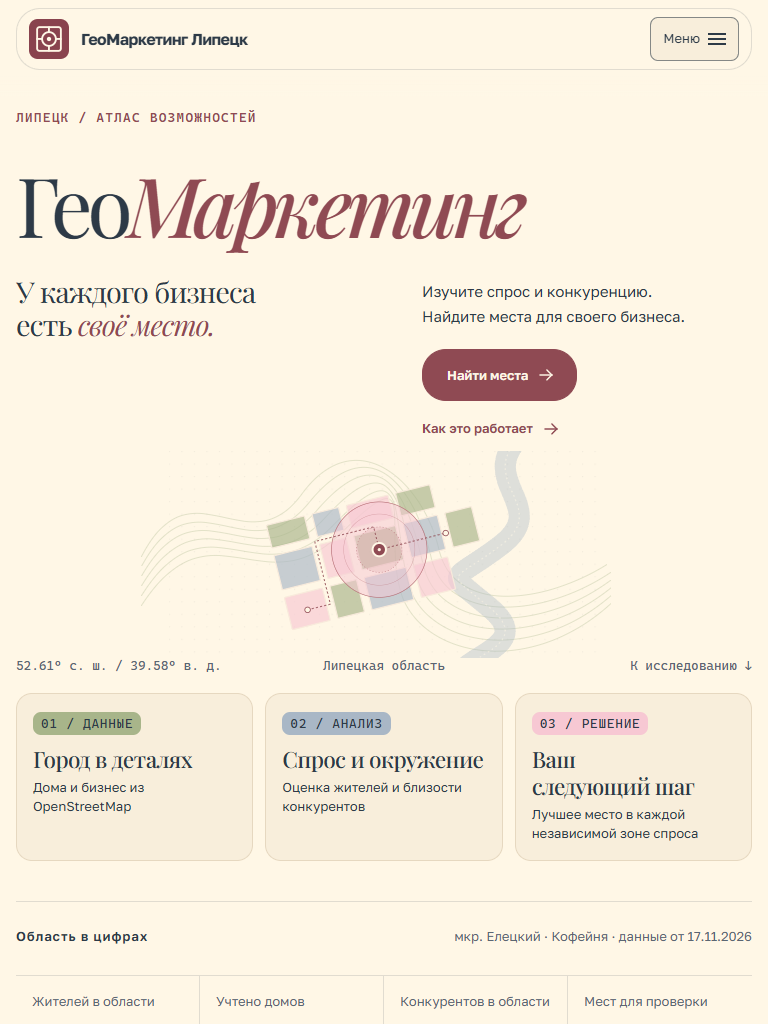 ГеоМаркетинг Липецк
Меню
ЛИПЕЦК / АТЛАС ВОЗМОЖНОСТЕЙ
ГеоМаркетинг
У каждого бизнеса
есть своё место.
Изучите спрос и конкуренцию.
Найдите места для своего бизнеса.
Найти места →
Как это работает →
52.61° с. ш. / 39.58° в. д.
Липецкая область
К исследованию ↓
01 / ДАННЫЕ
Город в деталях
Дома и бизнес из
OpenStreetMap
02 / АНАЛИЗ
Спрос и окружение
Оценка жителей и близости
конкурентов
03 / РЕШЕНИЕ
Ваш
следующий шаг
Лучшее место в каждой
независимой зоне спроса
Область в цифрах
мкр. Елецкий · Кофейня · данные от 17.11.2026
Жителей в области
Учтено домов
Конкурентов в области
Мест для проверки